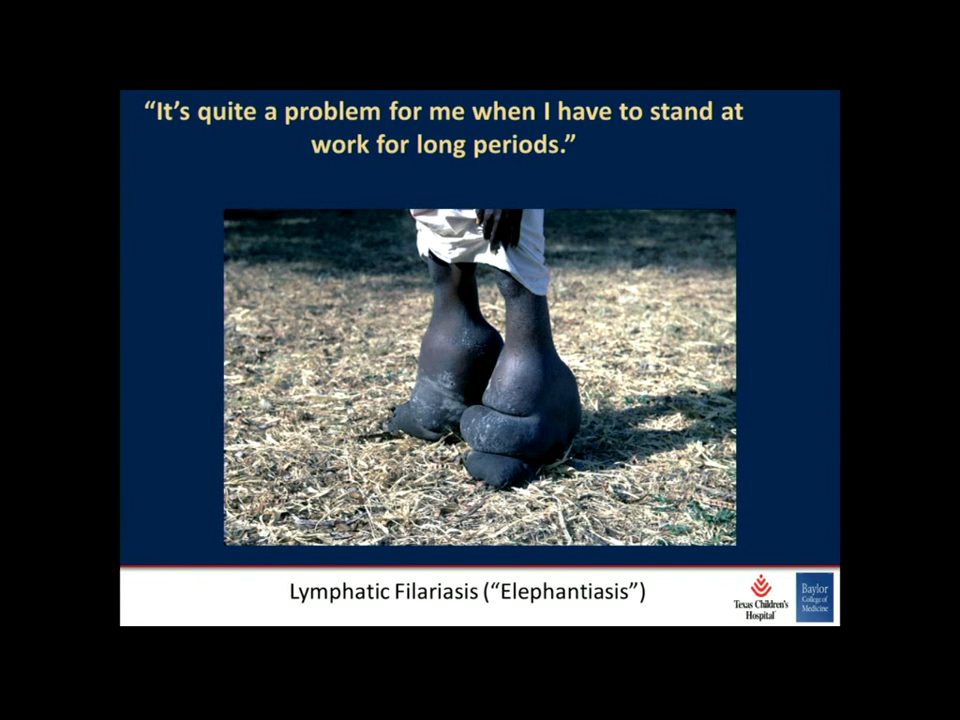 “It’s quite a problem for me when I have to stand at
work for long periods.”
Lymphatic Filariasis (“Elephantiasis”)
Texas Children's
Hospital
Baylor
College of
Medicine